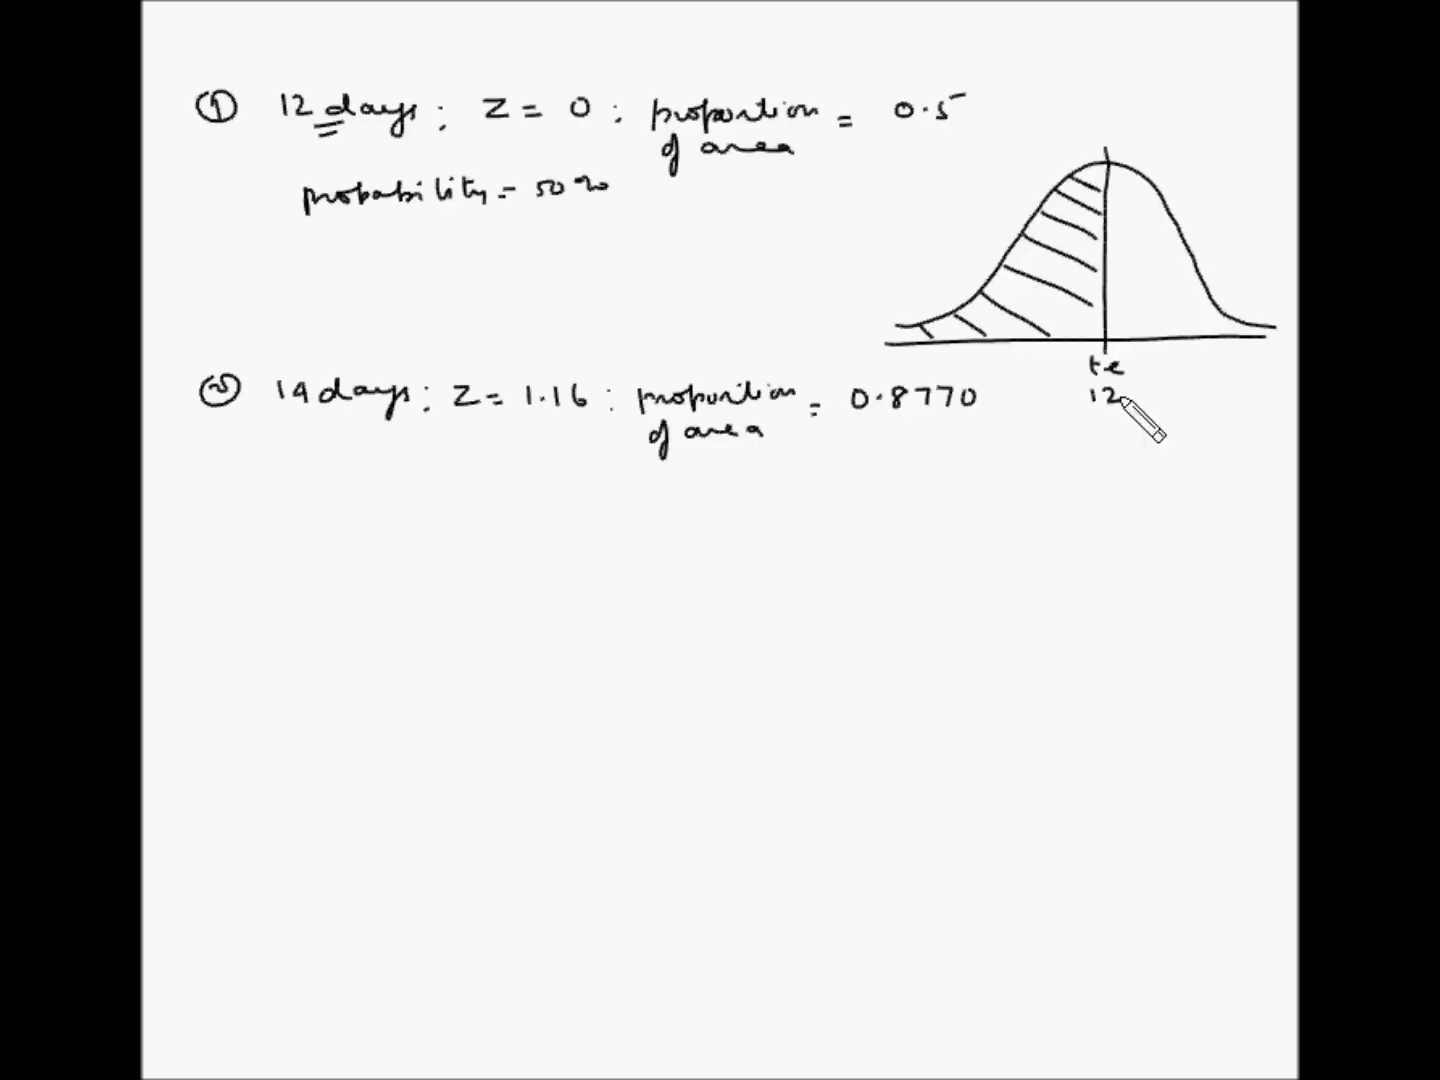 ① 12 days : Z = 0 : proportion of area = 0.5
probability = 50%
te
12
② 14 days : Z = 1.16 : proportion of area = 0.8770